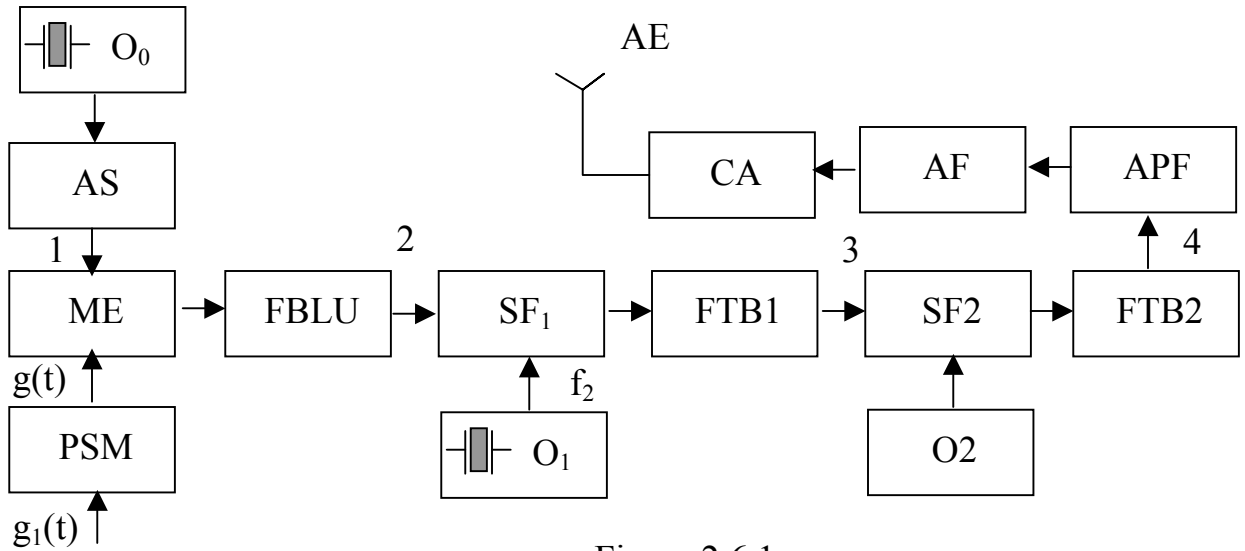 O₀
AE
AS
CA
AF
APF
1
2
3
4
ME
FBLU
SF₁
FTB1
SF2
FTB2
g(t)
f₂
PSM
O₁
O2
g₁(t)
Figure 2.6.1